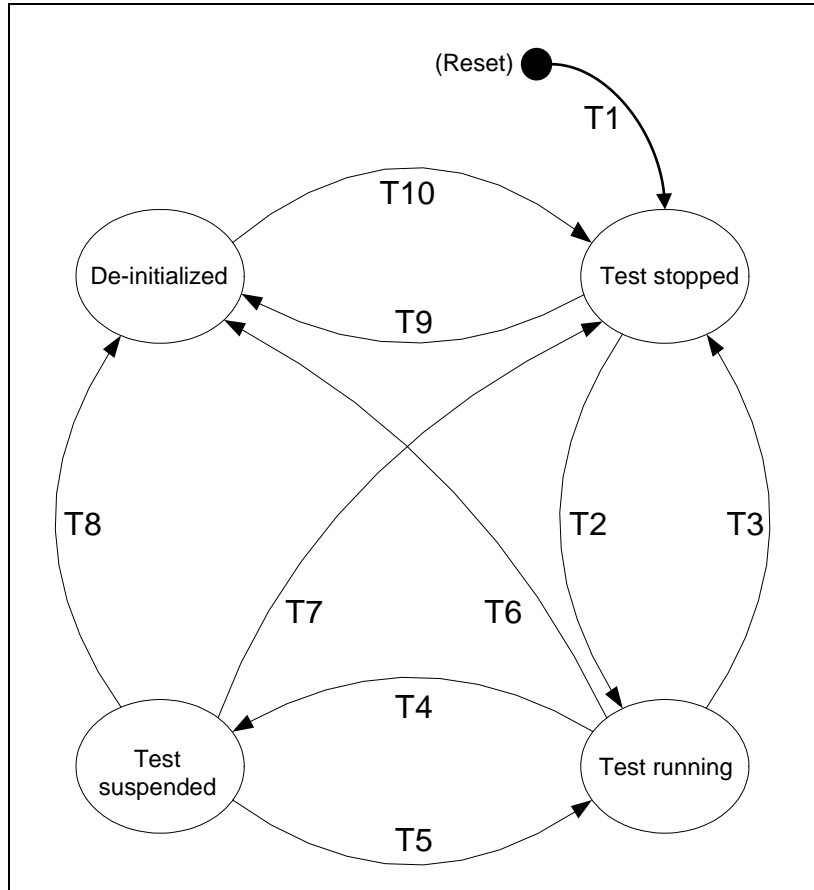 (Reset)
T1
T10
De-initialized
Test stopped
T9
T8
T2
T3
T7
T6
T4
Test
suspended
Test running
T5